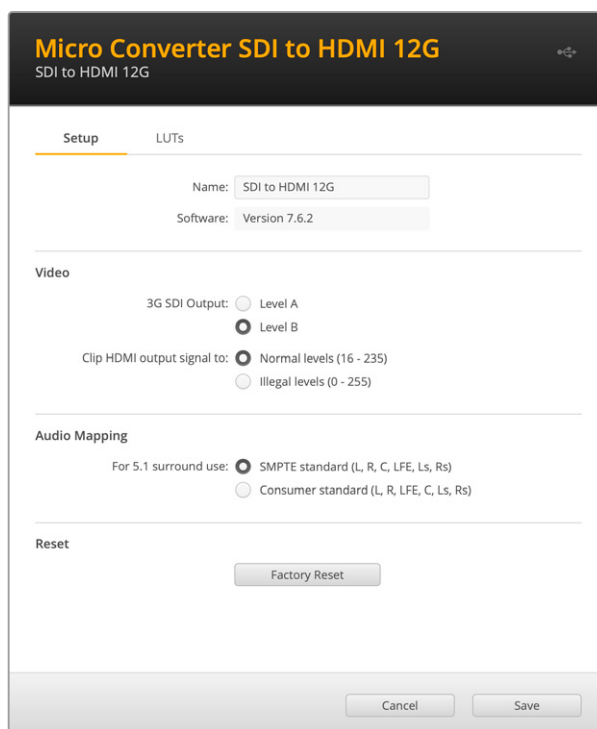 Micro Converter SDI to HDMI 12G
SDI to HDMI 12G
Setup LUTs
Name: SDI to HDMI 12G
Software: Version 7.6.2
Video
3G SDI Output: Level A
Level B
Clip HDMI output signal to: Normal levels (16 - 235)
Illegal levels (0 - 255)
Audio Mapping
For 5.1 surround use: SMPTE standard (L, R, C, LFE, Ls, Rs)
Consumer standard (L, R, LFE, C, Ls, Rs)
Reset
Factory Reset
Cancel Save